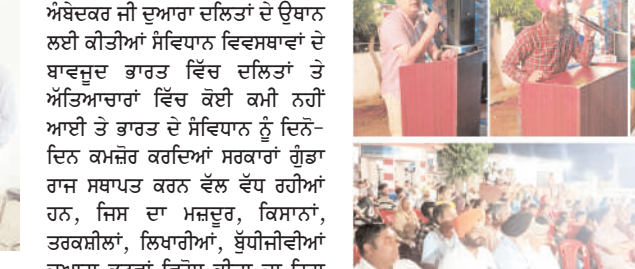 ਅੰਬੇਦਕਰ ਜੀ ਦੁਆਰਾ ਦਲਿਤਾਂ ਦੇ ਉਥਾਨ
ਲਈ ਕੀਤੀਆਂ ਸੰਵਿਧਾਨ ਵਿਵਸਥਾਵਾਂ ਦੇ
ਬਾਵਜੂਦ ਭਾਰਤ ਵਿੱਚ ਦਲਿਤਾਂ ਤੇ
ਅੱਤਿਆਚਾਰਾਂ ਵਿੱਚ ਕੋਈ ਕਮੀ ਨਹੀਂ
ਆਈ ਤੇ ਭਾਰਤ ਦੇ ਸੰਵਿਧਾਨ ਨੂੰ ਦਿਨੋ-
ਦਿਨ ਕਮਜ਼ੋਰ ਕਰਦਿਆਂ ਸਰਕਾਰਾਂ ਗੁੰਡਾ
ਰਾਜ ਸਥਾਪਤ ਕਰਨ ਵੱਲ ਵੱਧ ਰਹੀਆਂ
ਹਨ, ਜਿਸ ਦਾ ਮਜ਼ਦੂਰ, ਕਿਸਾਨਾਂ,
ਤਰਕਸ਼ੀਲਾਂ, ਲਿਖਾਰੀਆਂ, ਬੁੱਧੀਜੀਵੀਆਂ